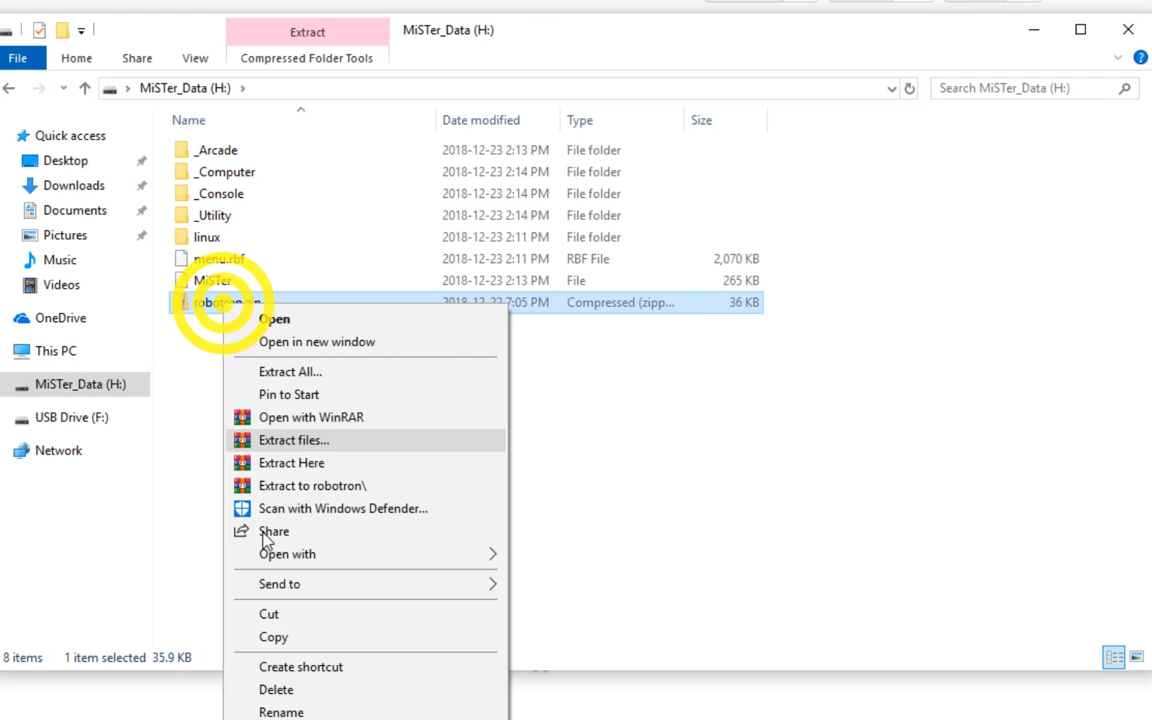 Extract
MiSTer_Data (H:)
File
Home
Share
View
Compressed Folder Tools
MiSTer_Data (H:)
Search MiSTer_Data (H:)
Name
Date modified
Type
Size
Quick access
Desktop
Downloads
Documents
Pictures
Music
Videos
OneDrive
This PC
MiSTer_Data (H:)
USB Drive (F:)
Network
_Arcade 2018-12-23 2:13 PM File folder
_Computer 2018-12-23 2:14 PM File folder
_Console 2018-12-23 2:14 PM File folder
_Utility 2018-12-23 2:14 PM File folder
linux 2018-12-23 2:11 PM File folder
menu.rbf 2018-12-23 2:11 PM RBF File 2,070 KB
MiSTer 2018-12-23 2:13 PM File 265 KB
robotron.zip 7:05 PM Compressed (zipp... 36 KB
Open
Open in new window
Extract All...
Pin to Start
Open with WinRAR
Extract files...
Extract Here
Extract to robotron\
Scan with Windows Defender...
Share
Open with
Send to
Cut
Copy
Create shortcut
Delete
Rename
8 items 1 item selected 35.9 KB